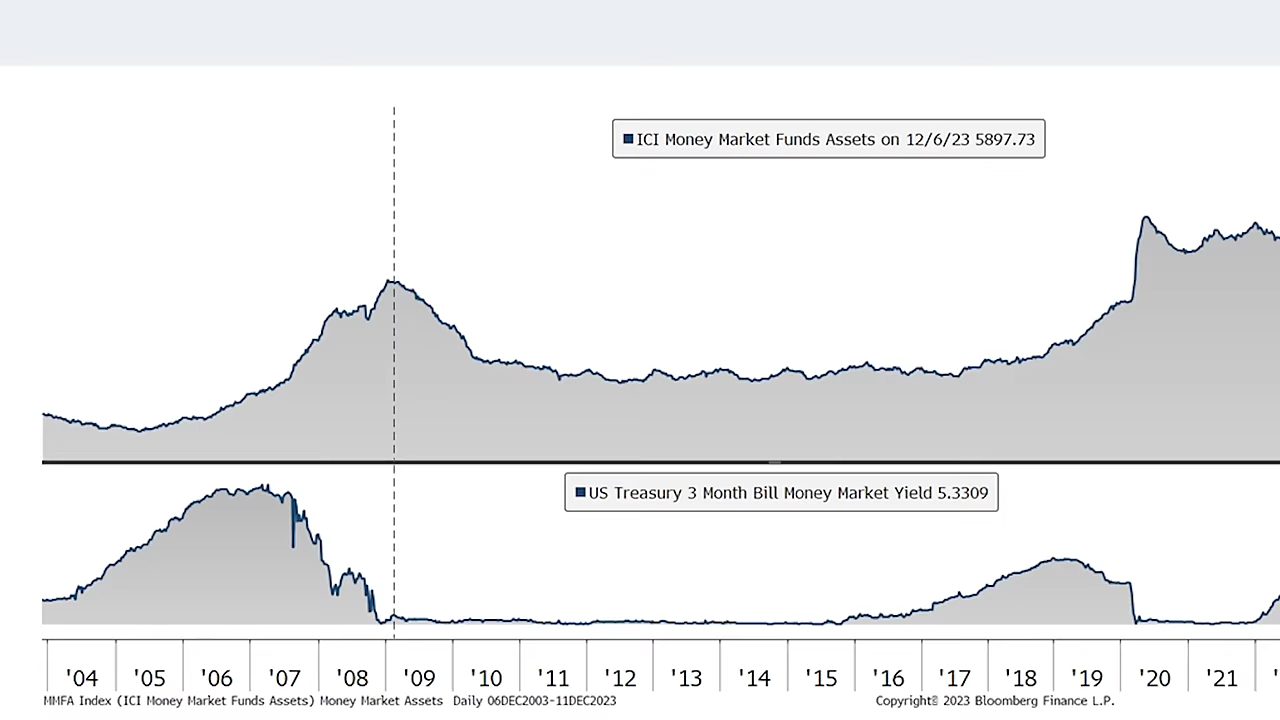 ICI Money Market Funds Assets on 12/6/23 5897.73
US Treasury 3 Month Bill Money Market Yield 5.3309
'04 '05 '06 '07 '08 '09 '10 '11 '12 '13 '14 '15 '16 '17 '18 '19 '20 '21 '
MMFA Index (ICI Money Market Funds Assets) Money Market Assets Daily 06DEC2003-11DEC2023 Copyright© 2023 Bloomberg Finance L.P.